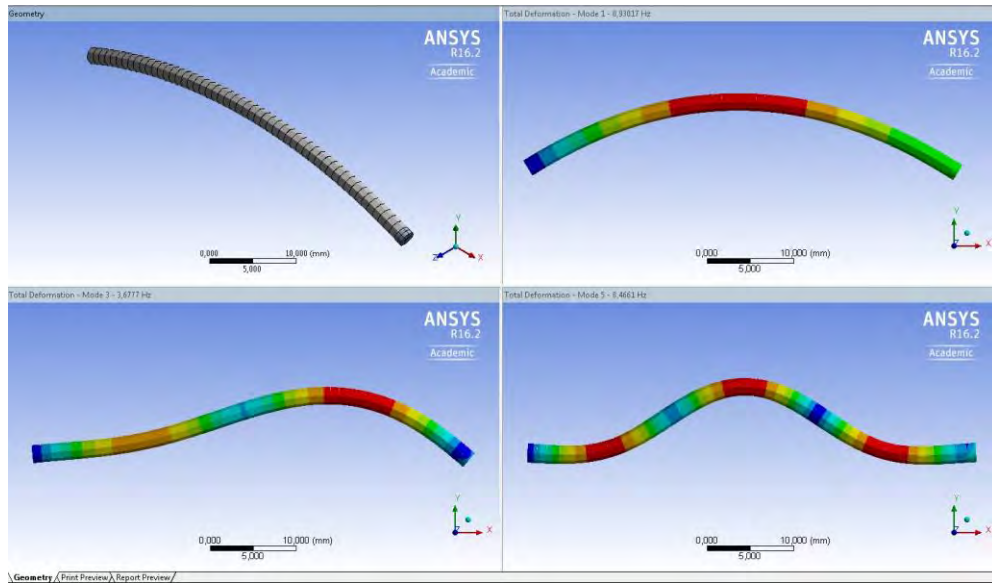 Geometry
ANSYS
R16.2
Academic
Y
Z
X
0,000
10,000 (mm)
5,000
Total Deformation - Mode 1 - 0,93017 Hz
ANSYS
R16.2
Academic
Y
Z
X
0,000
10,000 (mm)
5,000
Total Deformation - Mode 3 - 3,6777 Hz
ANSYS
R16.2
Academic
Y
Z
X
0,000
10,000 (mm)
5,000
Total Deformation - Mode 5 - 8,4661 Hz
ANSYS
R16.2
Academic
Y
Z
X
0,000
10,000 (mm)
5,000
Geometry / Print Preview / Report Preview /